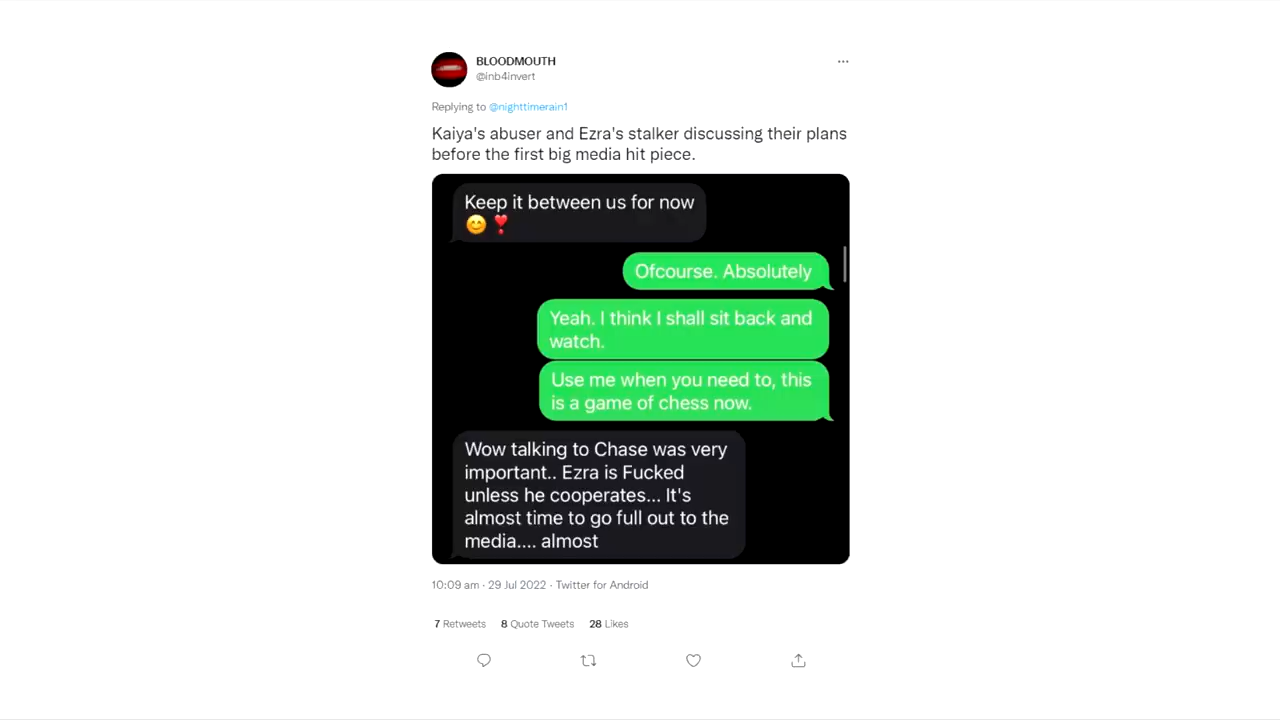 BLOODMOUTH
@inb4invert
Replying to @nighttimerain1
Kaiya's abuser and Ezra's stalker discussing their plans
before the first big media hit piece.
Keep it between us for now
😊❣️
Ofcourse. Absolutely
Yeah. I think I shall sit back and
watch.
Use me when you need to, this
is a game of chess now.
Wow talking to Chase was very
important.. Ezra is Fucked
unless he cooperates... It's
almost time to go full out to the
media.... almost
10:09 am · 29 Jul 2022 · Twitter for Android
7 Retweets 8 Quote Tweets 28 Likes